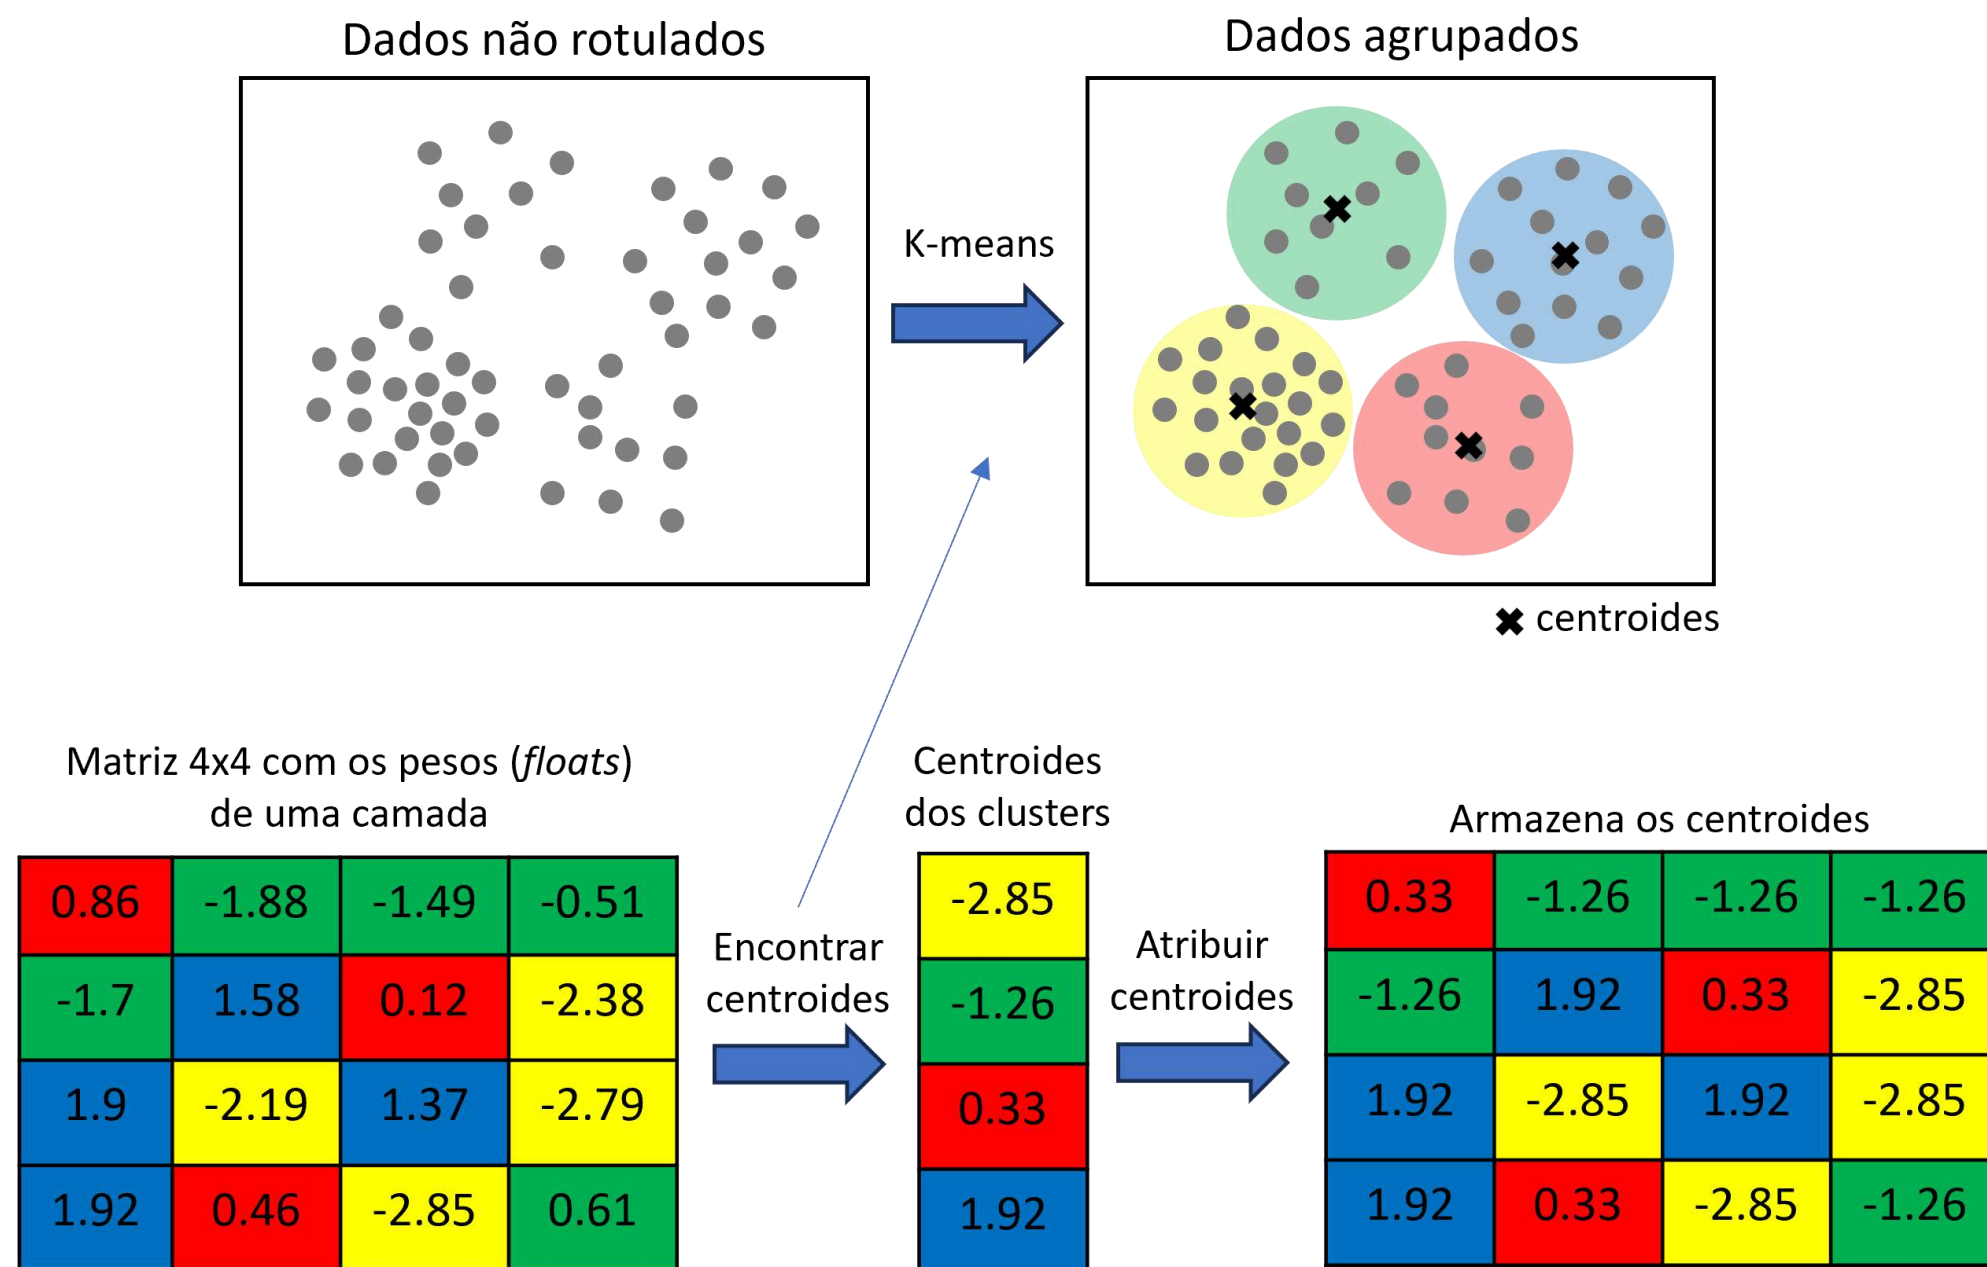 Dados não rotulados
Dados agrupados
K-means
centroides
Matriz 4x4 com os pesos (floats)
de uma camada
Centroides
dos clusters
Armazena os centroides
0.86 -1.88 -1.49 -0.51
-1.7 1.58 0.12 -2.38
1.9 -2.19 1.37 -2.79
1.92 0.46 -2.85 0.61
Encontrar
centroides
-2.85
-1.26
0.33
1.92
Atribuir
centroides
0.33 -1.26 -1.26 -1.26
-1.26 1.92 0.33 -2.85
1.92 -2.85 1.92 -2.85
1.92 0.33 -2.85 -1.26